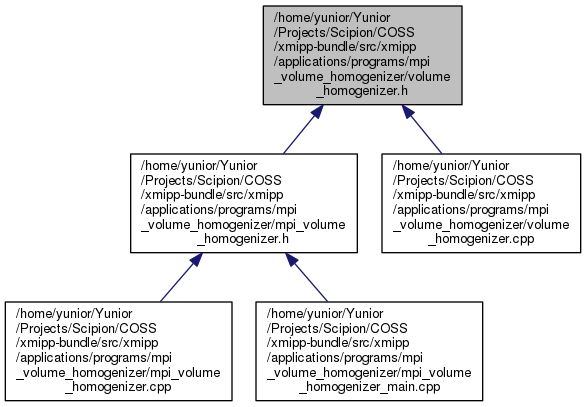 /home/yunior/Yunior
/Projects/Scipion/COSS
/xmipp-bundle/src/xmipp
/applications/programs/mpi
_volume_homogenizer/volume
_homogenizer.h
/home/yunior/Yunior
/Projects/Scipion/COSS
/xmipp-bundle/src/xmipp
/applications/programs/mpi
_volume_homogenizer/mpi_volume
_homogenizer.h
/home/yunior/Yunior
/Projects/Scipion/COSS
/xmipp-bundle/src/xmipp
/applications/programs/mpi
_volume_homogenizer/volume
_homogenizer.cpp
/home/yunior/Yunior
/Projects/Scipion/COSS
/xmipp-bundle/src/xmipp
/applications/programs/mpi
_volume_homogenizer/mpi_volume
_homogenizer.cpp
/home/yunior/Yunior
/Projects/Scipion/COSS
/xmipp-bundle/src/xmipp
/applications/programs/mpi
_volume_homogenizer/mpi_volume
_homogenizer_main.cpp